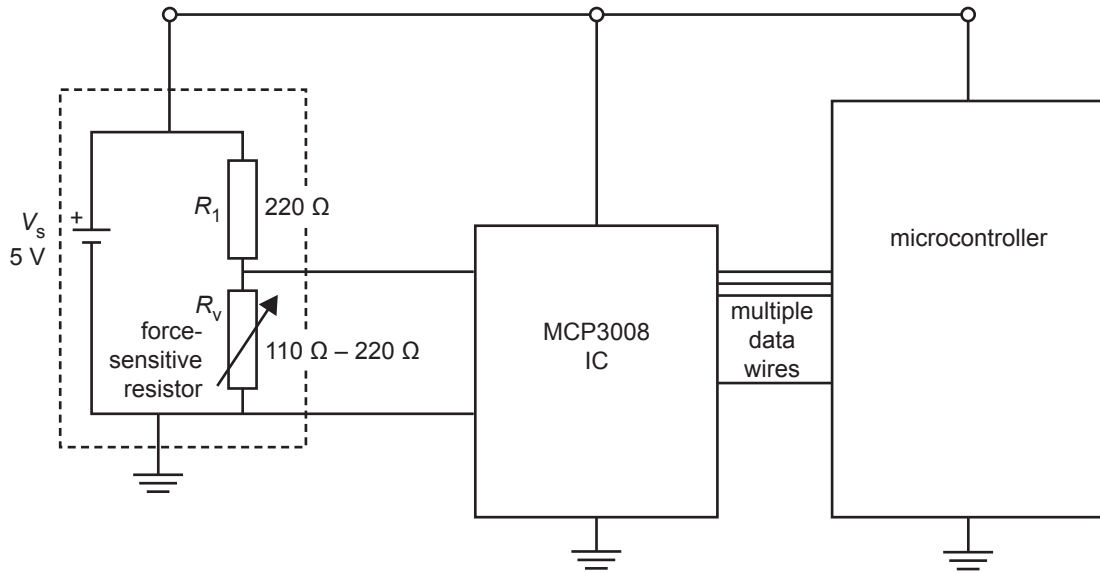 V_s
5 V
+
R_1
220 Ω
R_v
force-
sensitive
resistor
110 Ω – 220 Ω
MCP3008
IC
multiple
data
wires
microcontroller